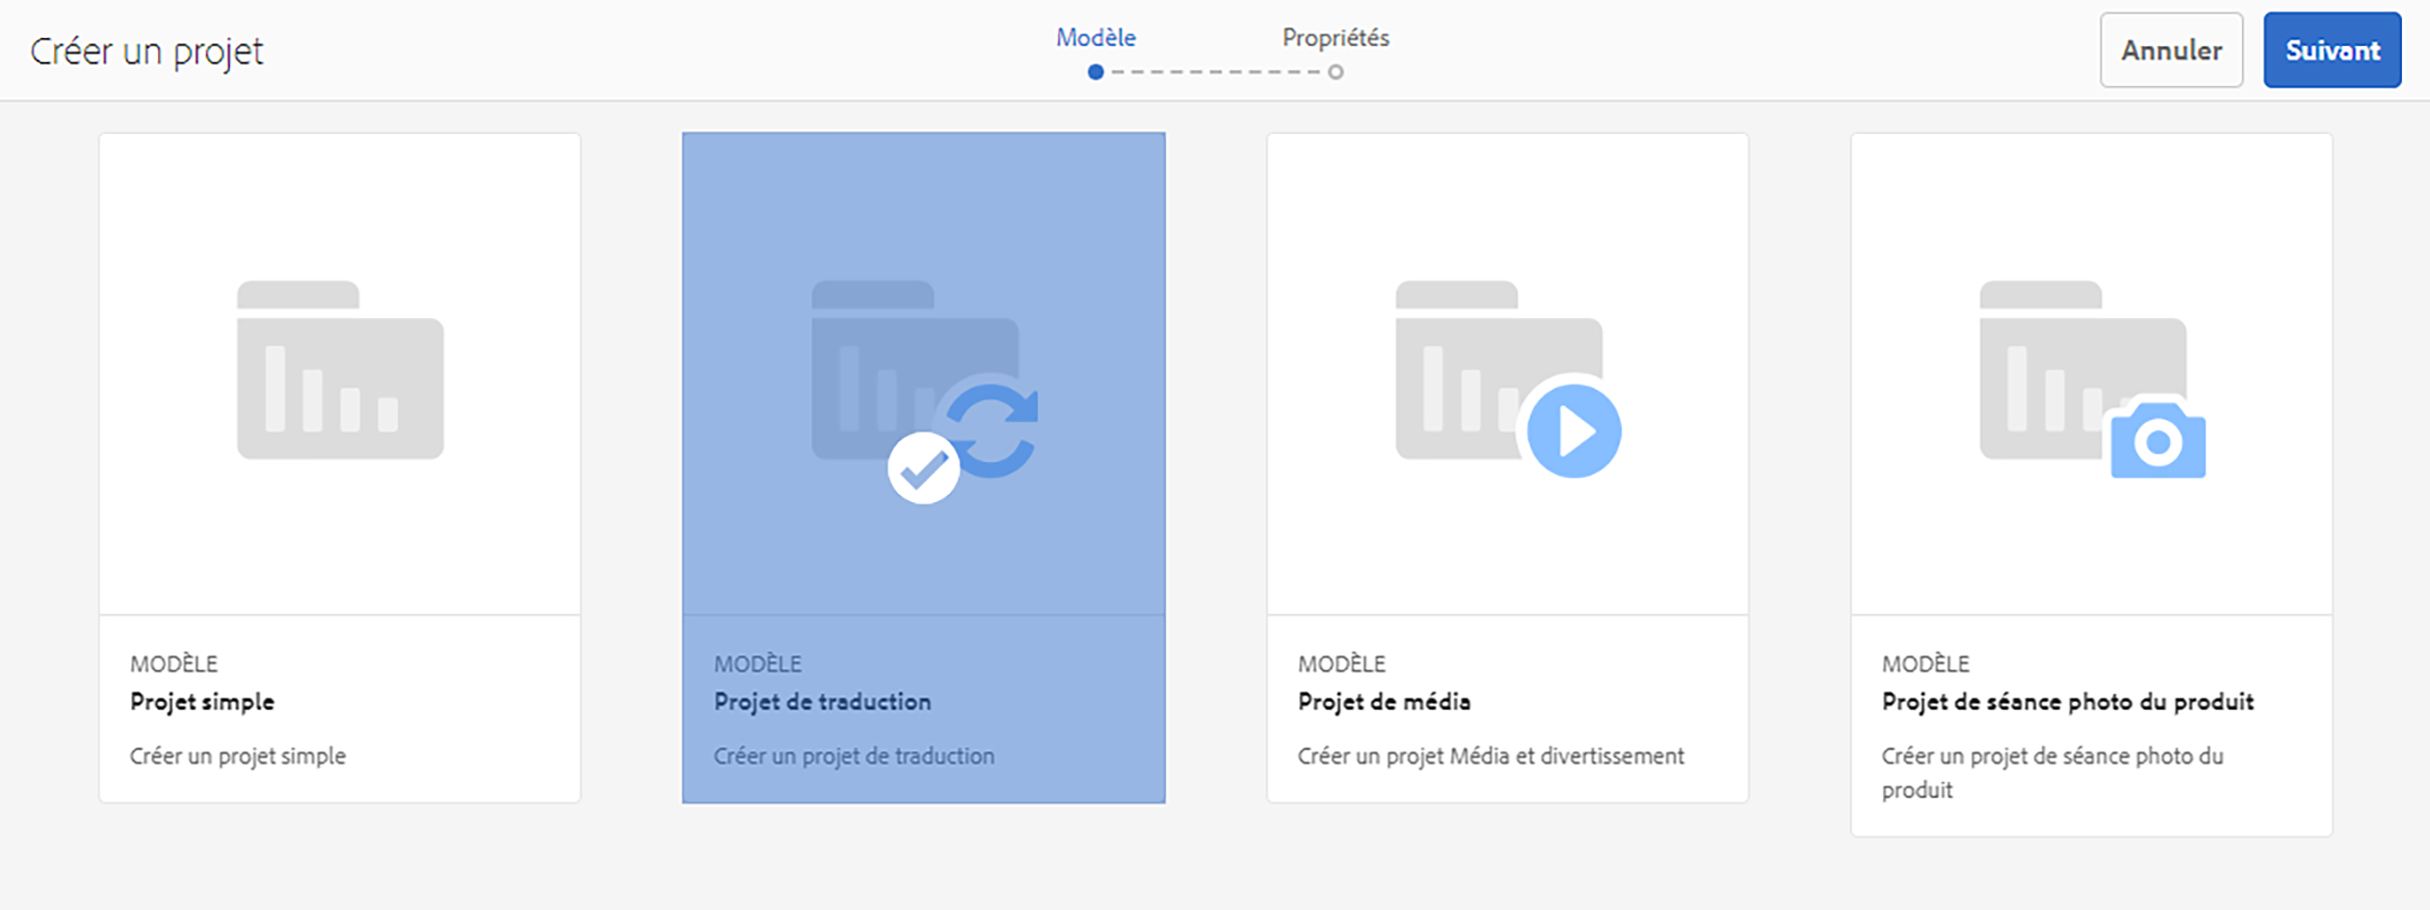 Créer un projet
Modèle
Propriétés
Annuler
Suivant
MODÈLE
Projet simple
Créer un projet simple
MODÈLE
Projet de traduction
Créer un projet de traduction
MODÈLE
Projet de média
Créer un projet Média et divertissement
MODÈLE
Projet de séance photo du produit
Créer un projet de séance photo du
produit